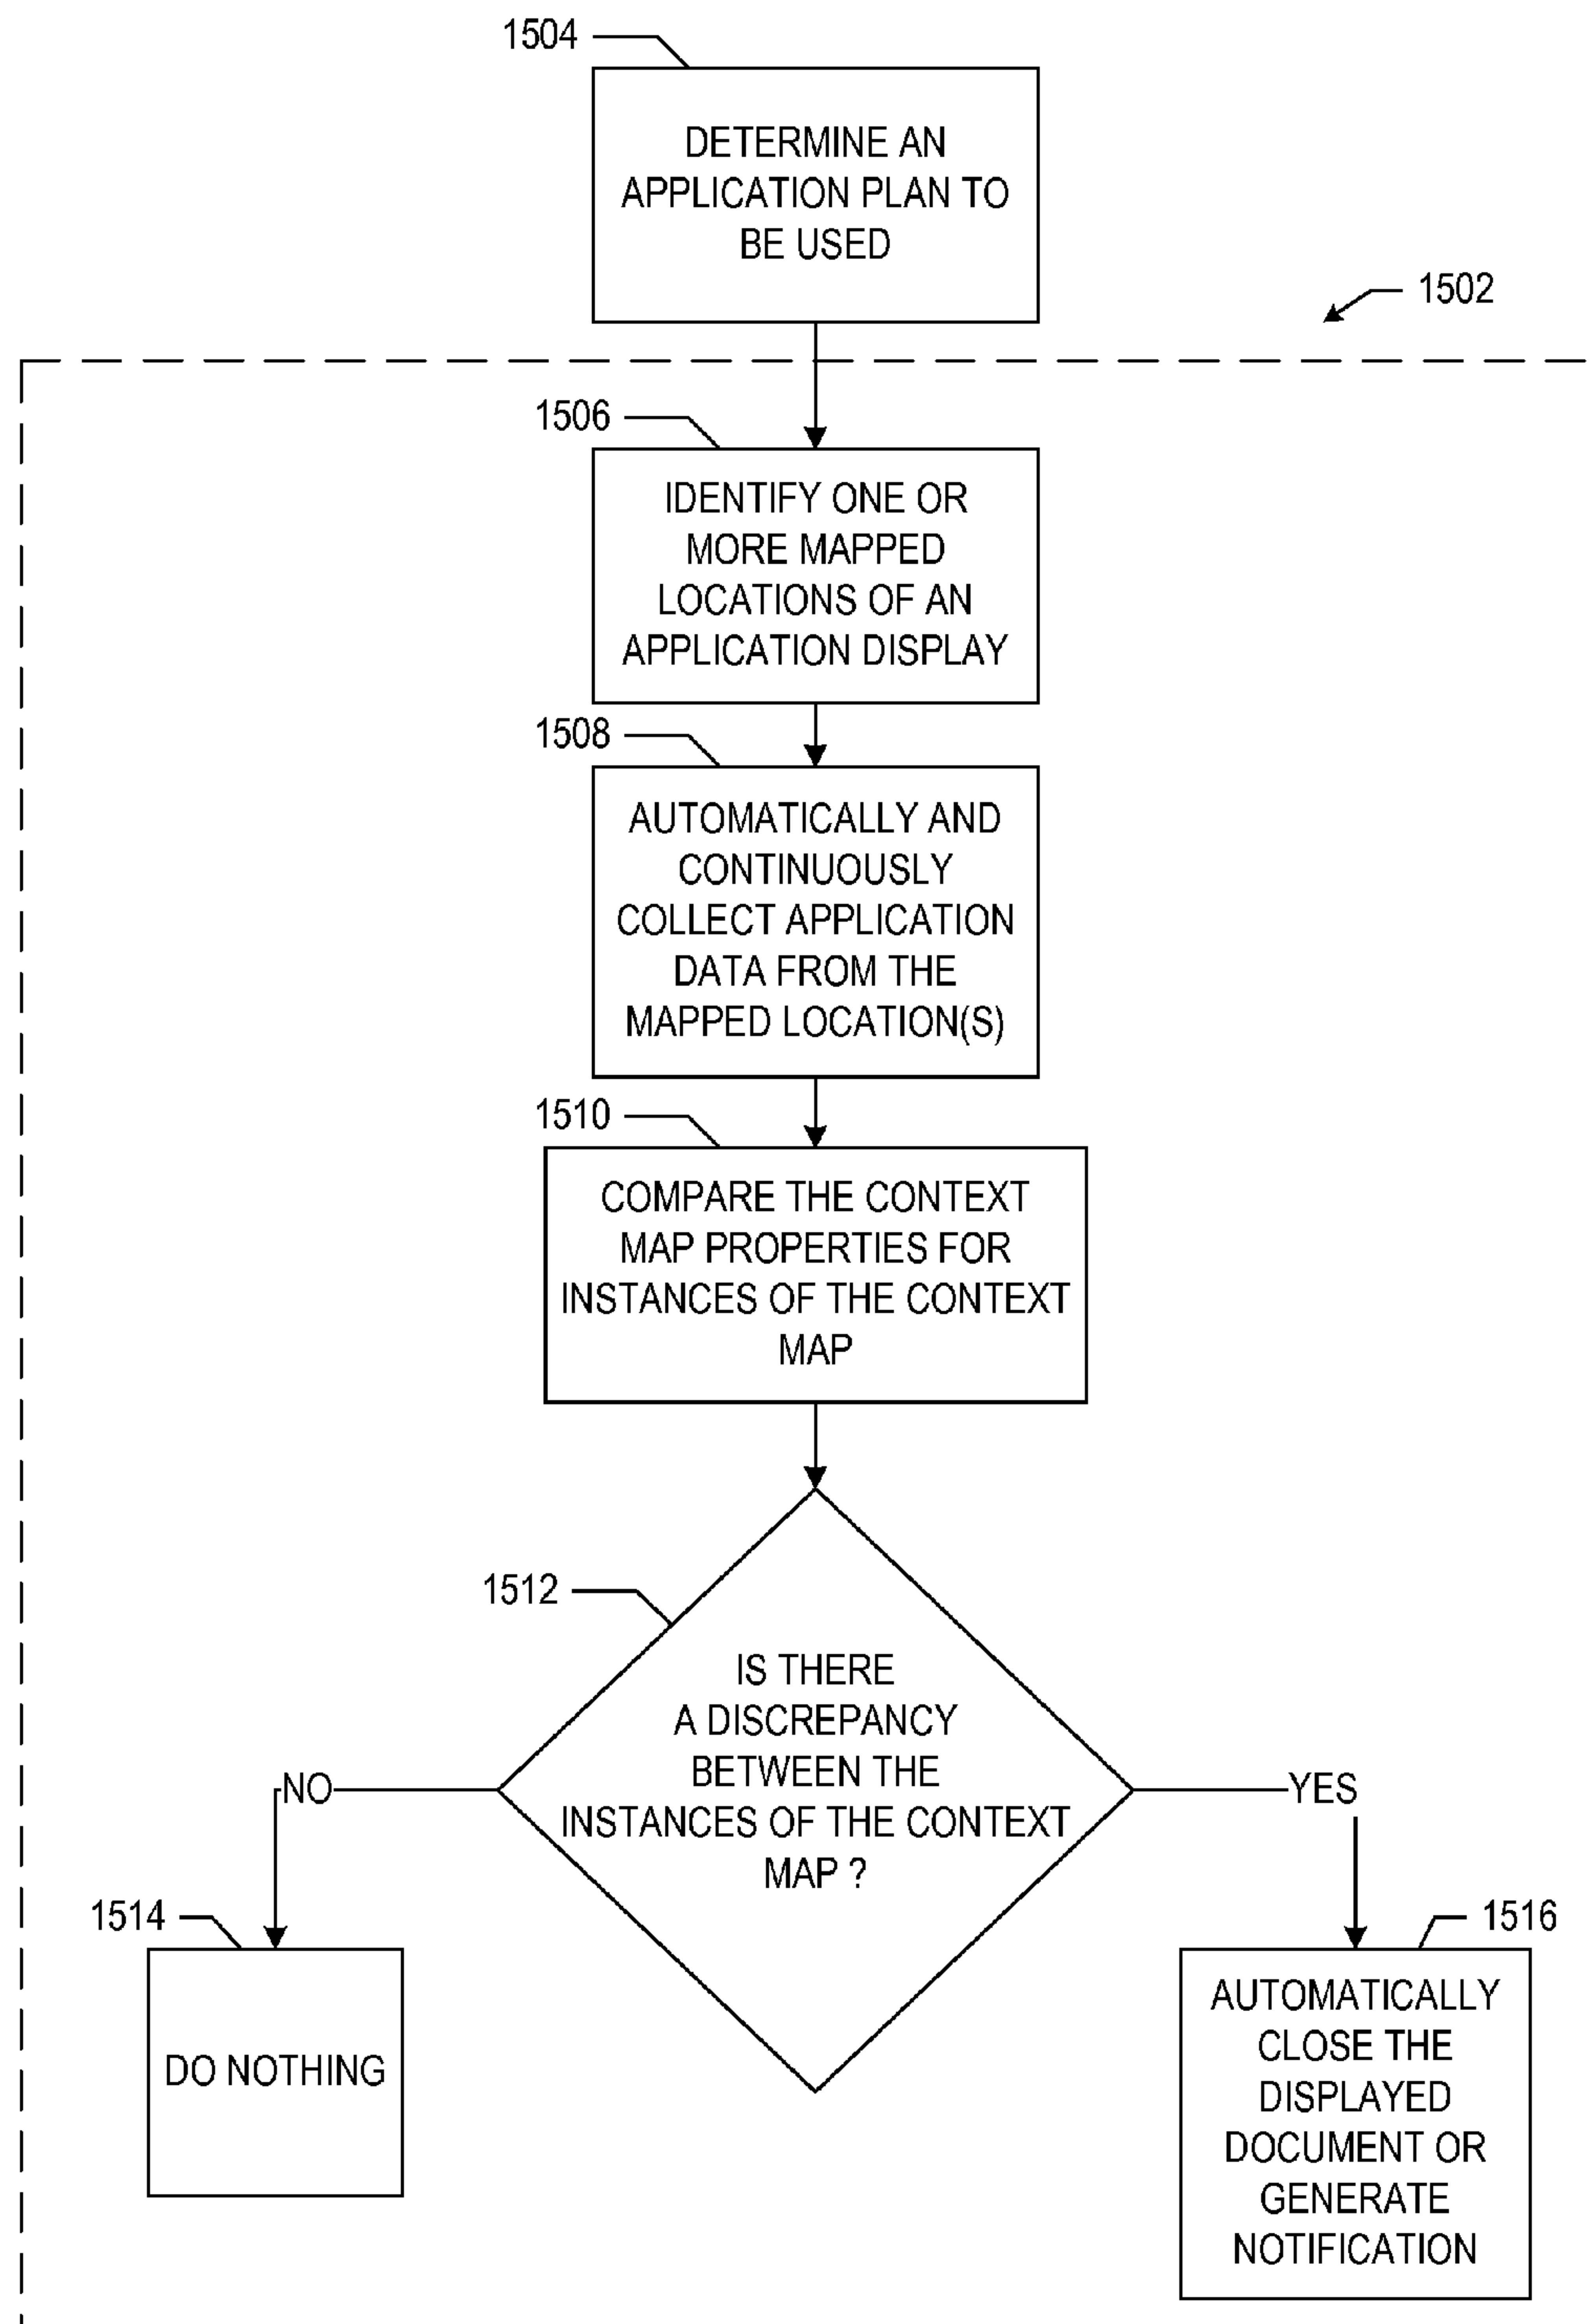 1504
DETERMINE AN
APPLICATION PLAN TO
BE USED
1502
1506
IDENTIFY ONE OR
MORE MAPPED
LOCATIONS OF AN
APPLICATION DISPLAY
1508
AUTOMATICALLY AND
CONTINUOUSLY
COLLECT APPLICATION
DATA FROM THE
MAPPED LOCATION(S)
1510
COMPARE THE CONTEXT
MAP PROPERTIES FOR
INSTANCES OF THE CONTEXT
MAP
1512
IS THERE
A DISCREPANCY
BETWEEN THE
INSTANCES OF THE CONTEXT
MAP ?
NO
YES
1514
DO NOTHING
1516
AUTOMATICALLY
CLOSE THE
DISPLAYED
DOCUMENT OR
GENERATE
NOTIFICATION